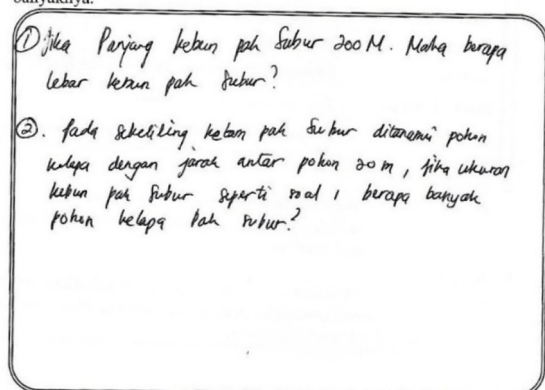 banyaknya.
① Jika Panjang kebun pak Subur 200 M. Maka berapa
lebar kebun pak Subur?
②. Pada sekeliling kebun pak Subur ditanami pohon
kelapa dengan jarak antar pohon 20 m, jika ukuran
kebun pak Subur seperti soal 1 berapa banyak
pohon kelapa Pak subur?